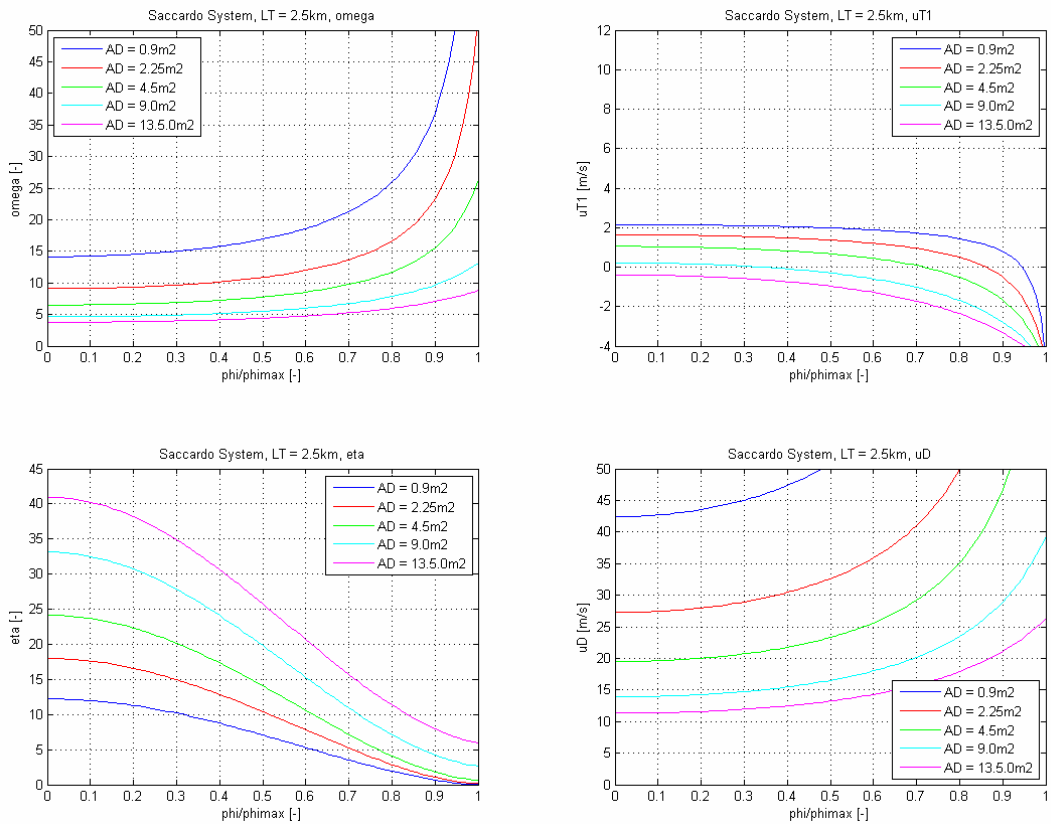 Saccardo System, LT = 2.5km, omega
50
45
40
35
30
25
20
15
10
5
0
omega [-]
AD = 0.9m2
AD = 2.25m2
AD = 4.5m2
AD = 9.0m2
AD = 13.5.0m2
0 0.1 0.2 0.3 0.4 0.5 0.6 0.7 0.8 0.9 1
phi/phimax [-]
Saccardo System, LT = 2.5km, uT1
12
10
8
6
4
2
0
-2
-4
uT1 [m/s]
AD = 0.9m2
AD = 2.25m2
AD = 4.5m2
AD = 9.0m2
AD = 13.5.0m2
0 0.1 0.2 0.3 0.4 0.5 0.6 0.7 0.8 0.9 1
phi/phimax [-]
Saccardo System, LT = 2.5km, eta
45
40
35
30
25
20
15
10
5
0
eta [-]
AD = 0.9m2
AD = 2.25m2
AD = 4.5m2
AD = 9.0m2
AD = 13.5.0m2
0 0.1 0.2 0.3 0.4 0.5 0.6 0.7 0.8 0.9 1
phi/phimax [-]
Saccardo System, LT = 2.5km, uD
50
45
40
35
30
25
20
15
10
5
0
uD [m/s]
AD = 0.9m2
AD = 2.25m2
AD = 4.5m2
AD = 9.0m2
AD = 13.5.0m2
0 0.1 0.2 0.3 0.4 0.5 0.6 0.7 0.8 0.9 1
phi/phimax [-]